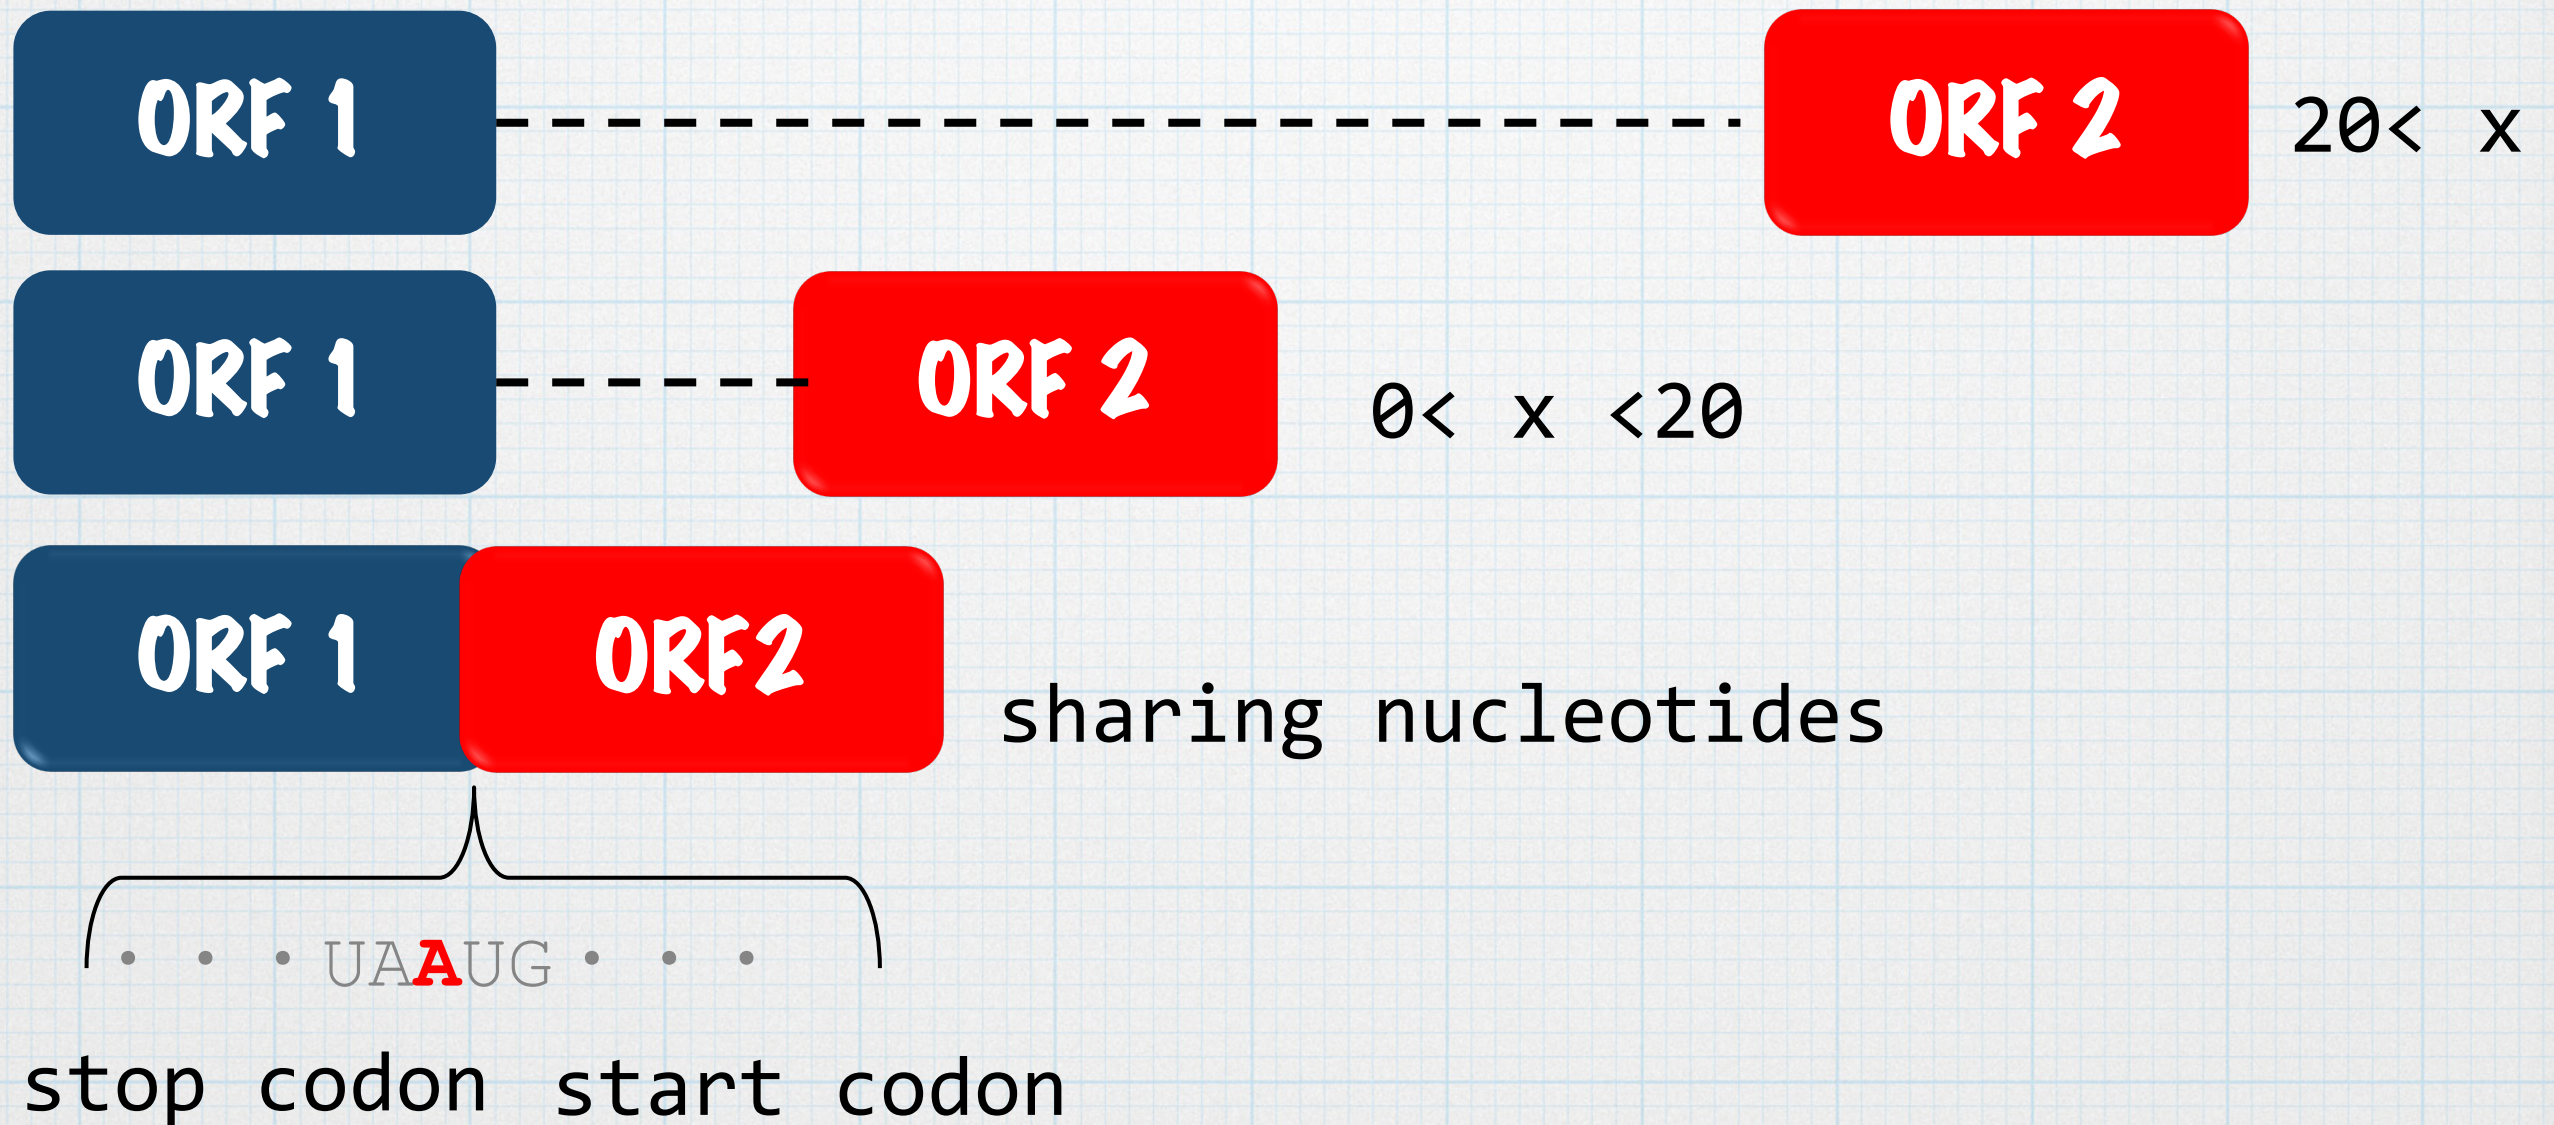 ORF 1 ORF 2 20< x
ORF 1 ORF 2 0< x <20
ORF 1 ORF2 sharing nucleotides
• • • UAAUG • • •
stop codon start codon